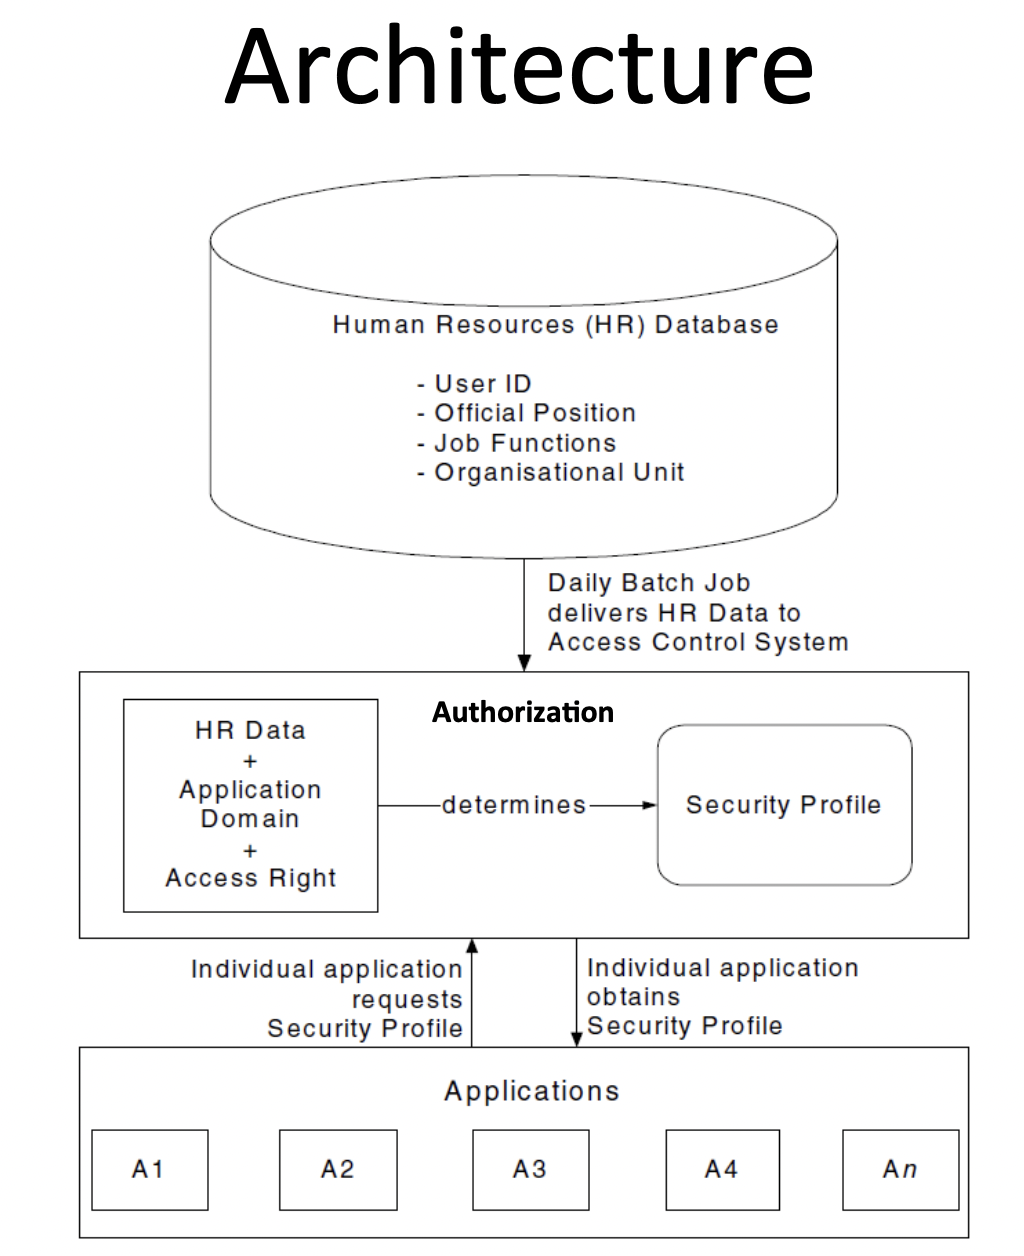 Architecture
Human Resources (HR) Database
- User ID
- Official Position
- Job Functions
- Organisational Unit
Daily Batch Job
delivers HR Data to
Access Control System
Authorization
HR Data
+
Application
Domain
+
Access Right
determines
Security Profile
Individual application
requests
Security Profile
Individual application
obtains
Security Profile
Applications
A1
A2
A3
A4
An